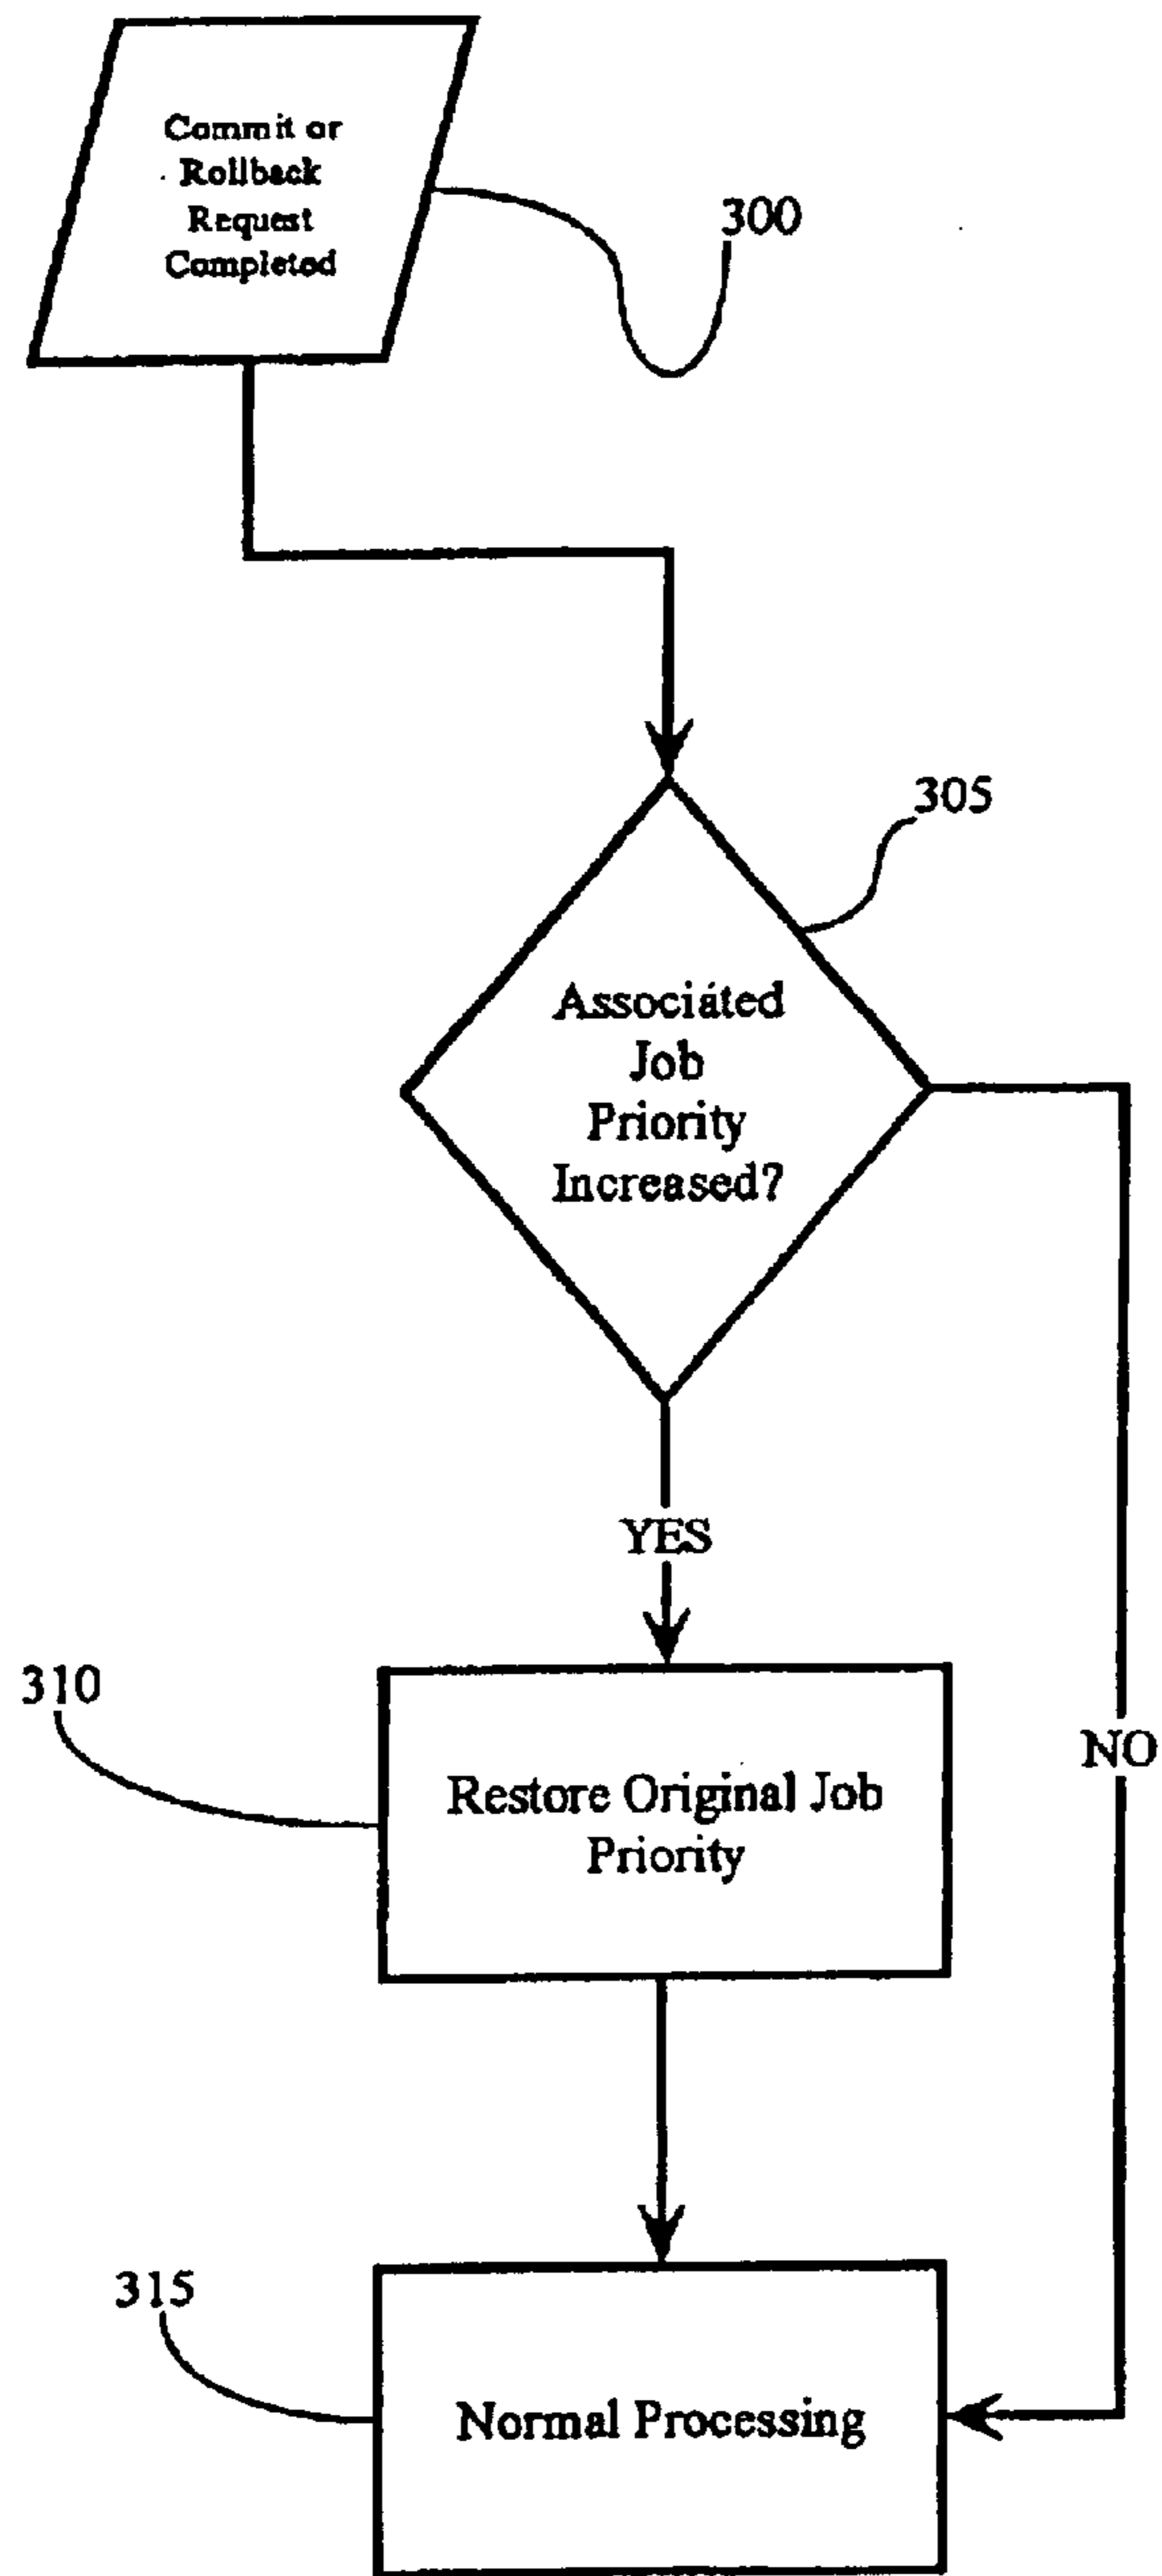 Commit or
Rollback
Request
Completed
300
305
Associated
Job
Priority
Increased?
YES
310
NO
Restore Original Job
Priority
315
Normal Processing